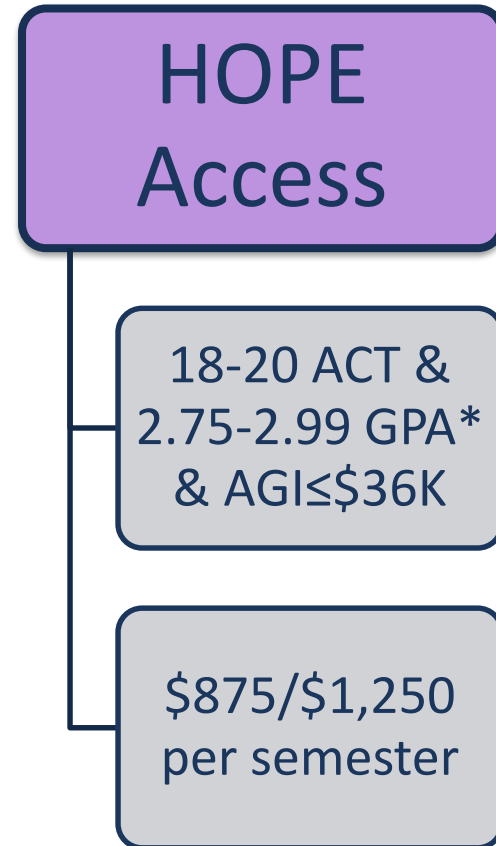 HOPE
Access
18-20 ACT &
2.75-2.99 GPA*
& AGI≤$36K
$875/$1,250
per semester